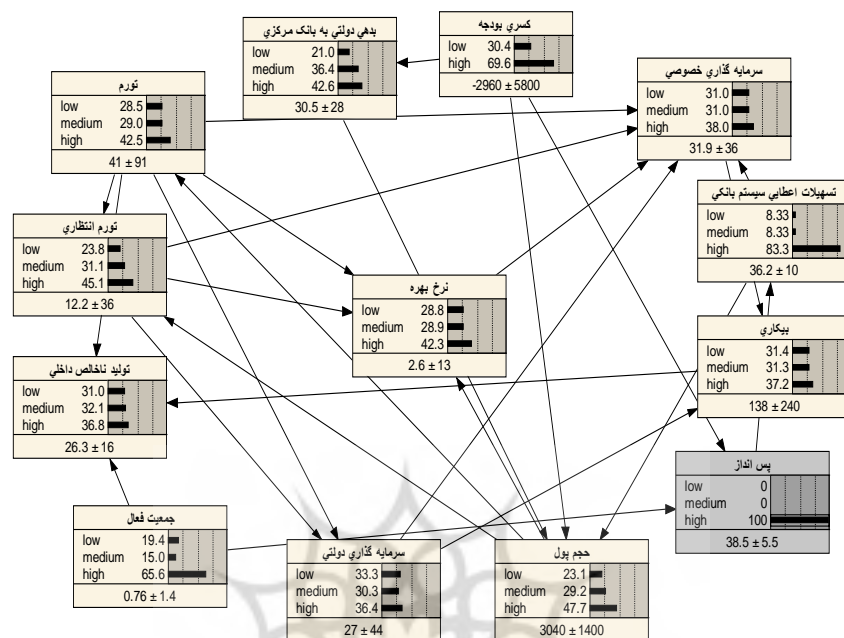 بدهي دولتي به بانک مرکزي
low 21.0
medium 36.4
high 42.6
30.5 ± 28
کسري بودجه
low 30.4
high 69.6
-2960 ± 5800
سرمايه گذاري خصوصي
low 31.0
medium 31.0
high 38.0
31.9 ± 36
تورم
low 28.5
medium 29.0
high 42.5
41 ± 91
تسهيلات اعطايي سيستم بانکي
low 8.33
medium 8.33
high 83.3
36.2 ± 10
تورم انتظاري
low 23.8
medium 31.1
high 45.1
12.2 ± 36
نرخ بهره
low 28.8
medium 28.9
high 42.3
2.6 ± 13
بيکاري
low 31.4
medium 31.3
high 37.2
138 ± 240
توليد ناخالص داخلي
low 31.0
medium 32.1
high 36.8
26.3 ± 16
پس انداز
low 0
medium 0
high 100
38.5 ± 5.5
جمعيت فعال
low 19.4
medium 15.0
high 65.6
0.76 ± 1.4
سرمايه گذاري دولتي
low 33.3
medium 30.3
high 36.4
27 ± 44
حجم پول
low 23.1
medium 29.2
high 47.7
3040 ± 1400